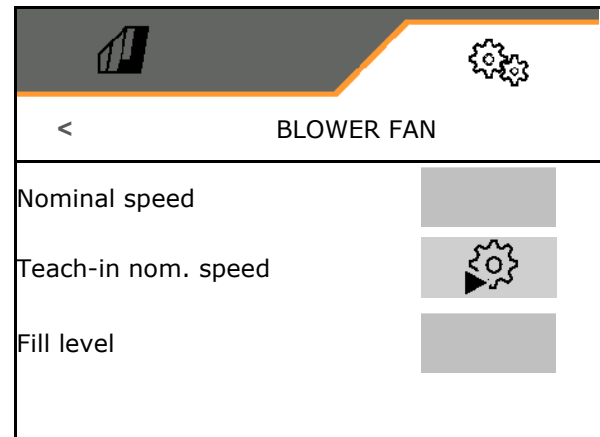 < BLOWER FAN
Nominal speed
Teach-in nom. speed
Fill level